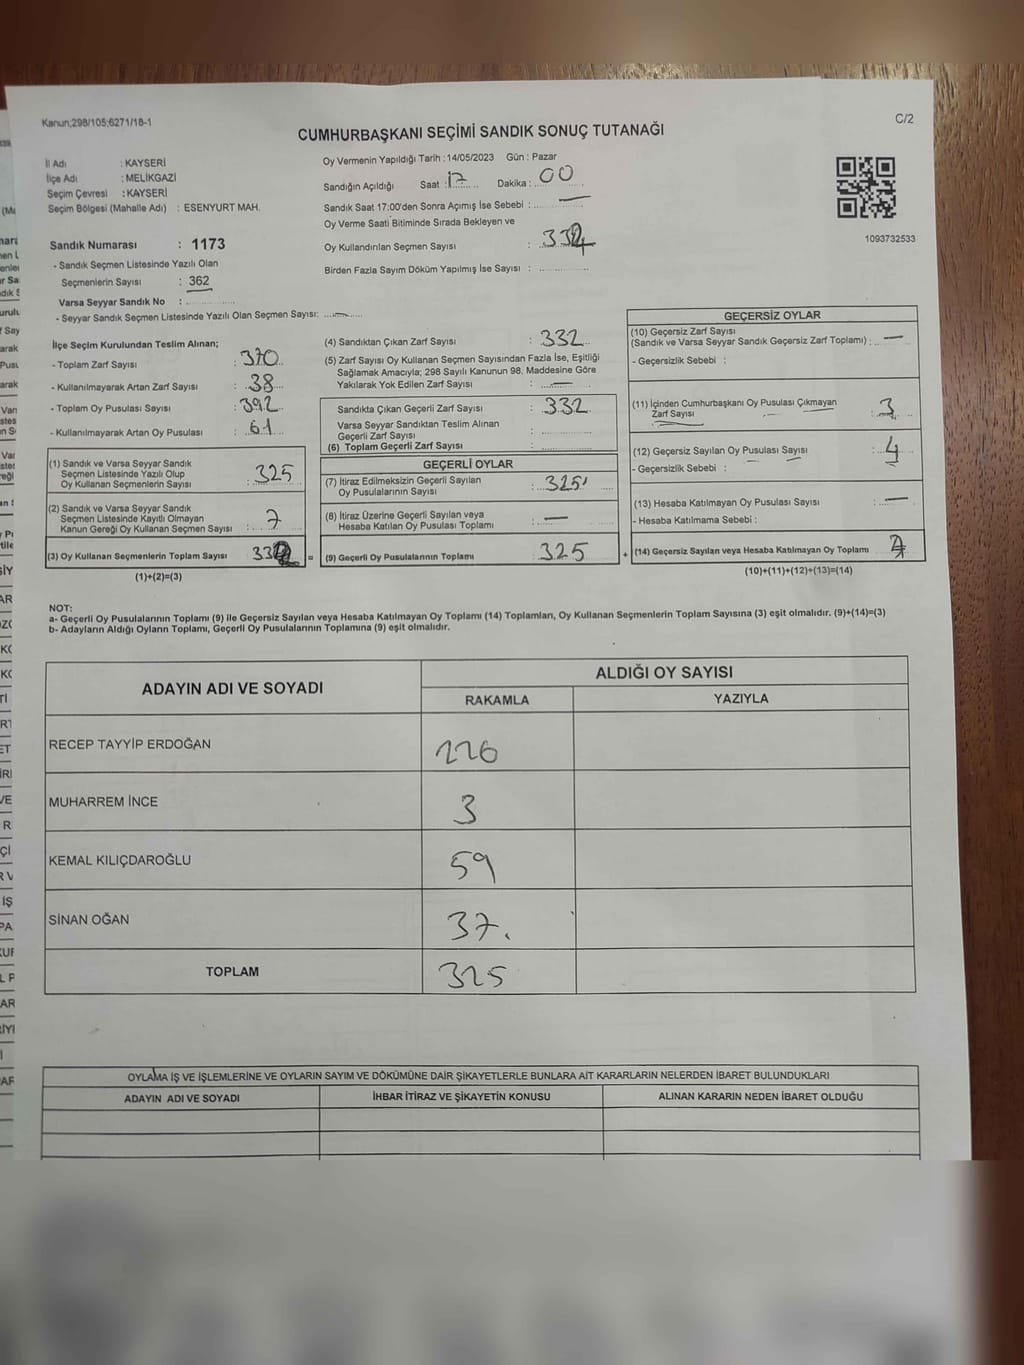 Kanun;298/105;6271/18-1
C/2
CUMHURBAŞKANI SEÇİMİ SANDIK SONUÇ TUTANAĞI
İl Adı : KAYSERİ
İlçe Adı : MELİKGAZİ
Seçim Çevresi : KAYSERİ
Seçim Bölgesi (Mahalle Adı) : ESENYURT MAH.
Sandık Numarası : 1173
- Sandık Seçmen Listesinde Yazılı Olan
Seçmenlerin Sayısı : 362
Varsa Seyyar Sandık No :
- Seyyar Sandık Seçmen Listesinde Yazılı Olan Seçmen Sayısı:
Oy Vermenin Yapıldığı Tarih : 14/05/2023 Gün : Pazar
Sandığın Açıldığı Saat : 17 Dakika : 00
Sandık Saat 17:00'den Sonra Açımış İse Sebebi : —
Oy Verme Saati Bitiminde Sırada Bekleyen ve
Oy Kullandırılan Seçmen Sayısı :
Birden Fazla Sayım Döküm Yapılmış İse Sayısı :
1093732533
İlçe Seçim Kurulundan Teslim Alınan;
- Toplam Zarf Sayısı : 370
- Kullanılmayarak Artan Zarf Sayısı : 38
- Toplam Oy Pusulası Sayısı : 392
- Kullanılmayarak Artan Oy Pusulası : 61
(1) Sandık ve Varsa Seyyar Sandık
Seçmen Listesinde Yazılı Olup
Oy Kullanan Seçmenlerin Sayısı : 325
(2) Sandık ve Varsa Seyyar Sandık
Seçmen Listesinde Kayıtlı Olmayan
Kanun Gereği Oy Kullanan Seçmen Sayısı : 7
(3) Oy Kullanan Seçmenlerin Toplam Sayısı : 332 =
(1)+(2)=(3)
(4) Sandıktan Çıkan Zarf Sayısı : 332
(5) Zarf Sayısı Oy Kullanan Seçmen Sayısından Fazla İse, Eşitliği
Sağlamak Amacıyla; 298 Sayılı Kanunun 98. Maddesine Göre
Yakılarak Yok Edilen Zarf Sayısı : —
Sandıkta Çıkan Geçerli Zarf Sayısı : 332
Varsa Seyyar Sandıktan Teslim Alınan
Geçerli Zarf Sayısı :
(6) Toplam Geçerli Zarf Sayısı :
GEÇERLİ OYLAR
(7) İtiraz Edilmeksizin Geçerli Sayılan
Oy Pusulalarının Sayısı : 325
(8) İtiraz Üzerine Geçerli Sayılan veya
Hesaba Katılan Oy Pusulası Toplamı : —
(9) Geçerli Oy Pusulalarının Toplamı : 325 +
GEÇERSİZ OYLAR
(10) Geçersiz Zarf Sayısı
(Sandık ve Varsa Seyyar Sandık Geçersiz Zarf Toplamı) : —
- Geçersizlik Sebebi :
(11) İçinden Cumhurbaşkanı Oy Pusulası Çıkmayan
Zarf Sayısı : 3
(12) Geçersiz Sayılan Oy Pusulası Sayısı : 4
- Geçersizlik Sebebi :
(13) Hesaba Katılmayan Oy Pusulası Sayısı : —
- Hesaba Katılmama Sebebi :
(14) Geçersiz Sayılan veya Hesaba Katılmayan Oy Toplamı : 7
(10)+(11)+(12)+(13)=(14)
NOT:
a- Geçerli Oy Pusulalarının Toplamı (9) ile Geçersiz Sayılan veya Hesaba Katılmayan Oy Toplamı (14) Toplamları, Oy Kullanan Seçmenlerin Toplam Sayısına (3) eşit olmalıdır. (9)+(14)=(3)
b- Adayların Aldığı Oyların Toplamı, Geçerli Oy Pusulalarının Toplamına (9) eşit olmalıdır.
ADAYIN ADI VE SOYADI
ALDIĞI OY SAYISI
RAKAMLA YAZIYLA
RECEP TAYYİP ERDOĞAN 226
MUHARREM İNCE 3
KEMAL KILIÇDAROĞLU 59
SİNAN OĞAN 37.
TOPLAM 325
OYLAMA İŞ VE İŞLEMLERİNE VE OYLARIN SAYIM VE DÖKÜMÜNE DAİR ŞİKAYETLERLE BUNLARA AİT KARARLARIN NELERDEN İBARET BULUNDUKLARI
ADAYIN ADI VE SOYADI İHBAR İTİRAZ VE ŞİKAYETİN KONUSU ALINAN KARARIN NEDEN İBARET OLDUĞU